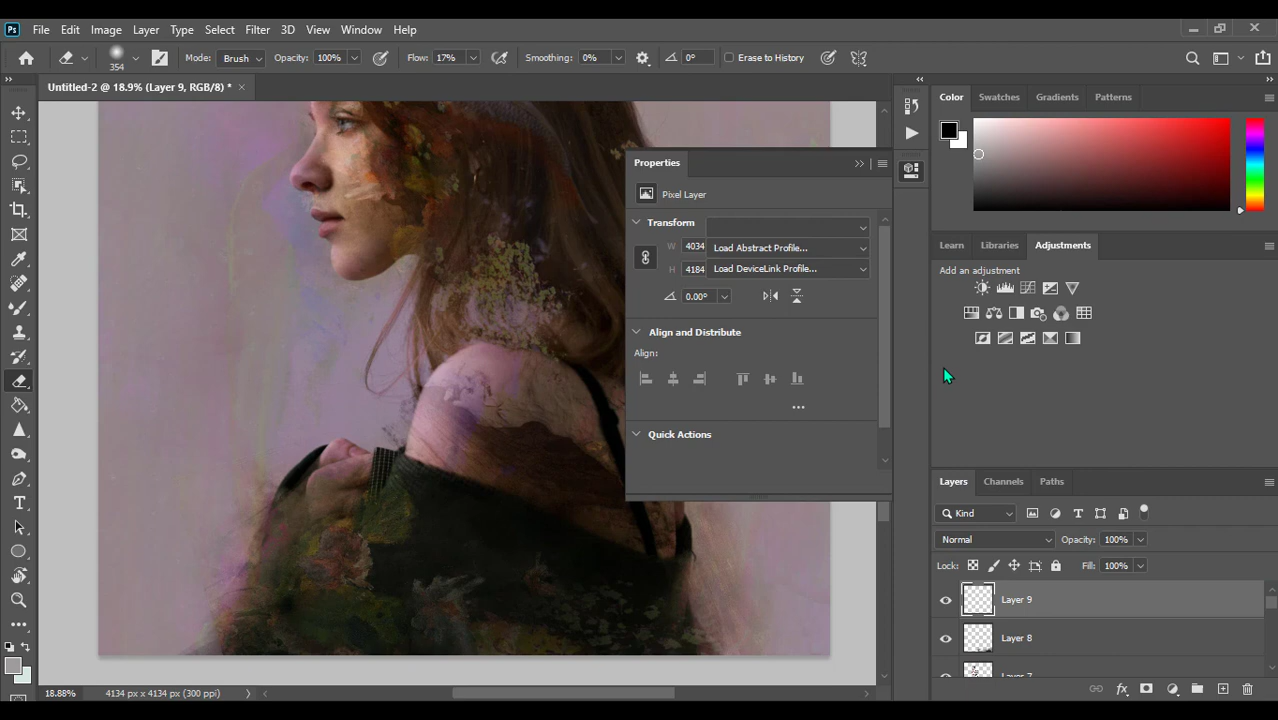 Ps File Edit Image Layer Type Select Filter 3D View Window Help
354 Mode: Brush Opacity: 100% Flow: 17% Smoothing: 0% 0° Erase to History
Untitled-2 @ 18.9% (Layer 9, RGB/8) *
Color Swatches Gradients Patterns
Properties
Pixel Layer
Transform
W 4034 Load Abstract Profile...
H 4184 Load DeviceLink Profile...
0.00°
Align and Distribute
Align:
Quick Actions
Learn Libraries Adjustments
Add an adjustment
Layers Channels Paths
Kind
Normal Opacity: 100%
Lock: Fill: 100%
Layer 9
Layer 8
Layer 7
18.88% 4134 px x 4134 px (300 ppi)